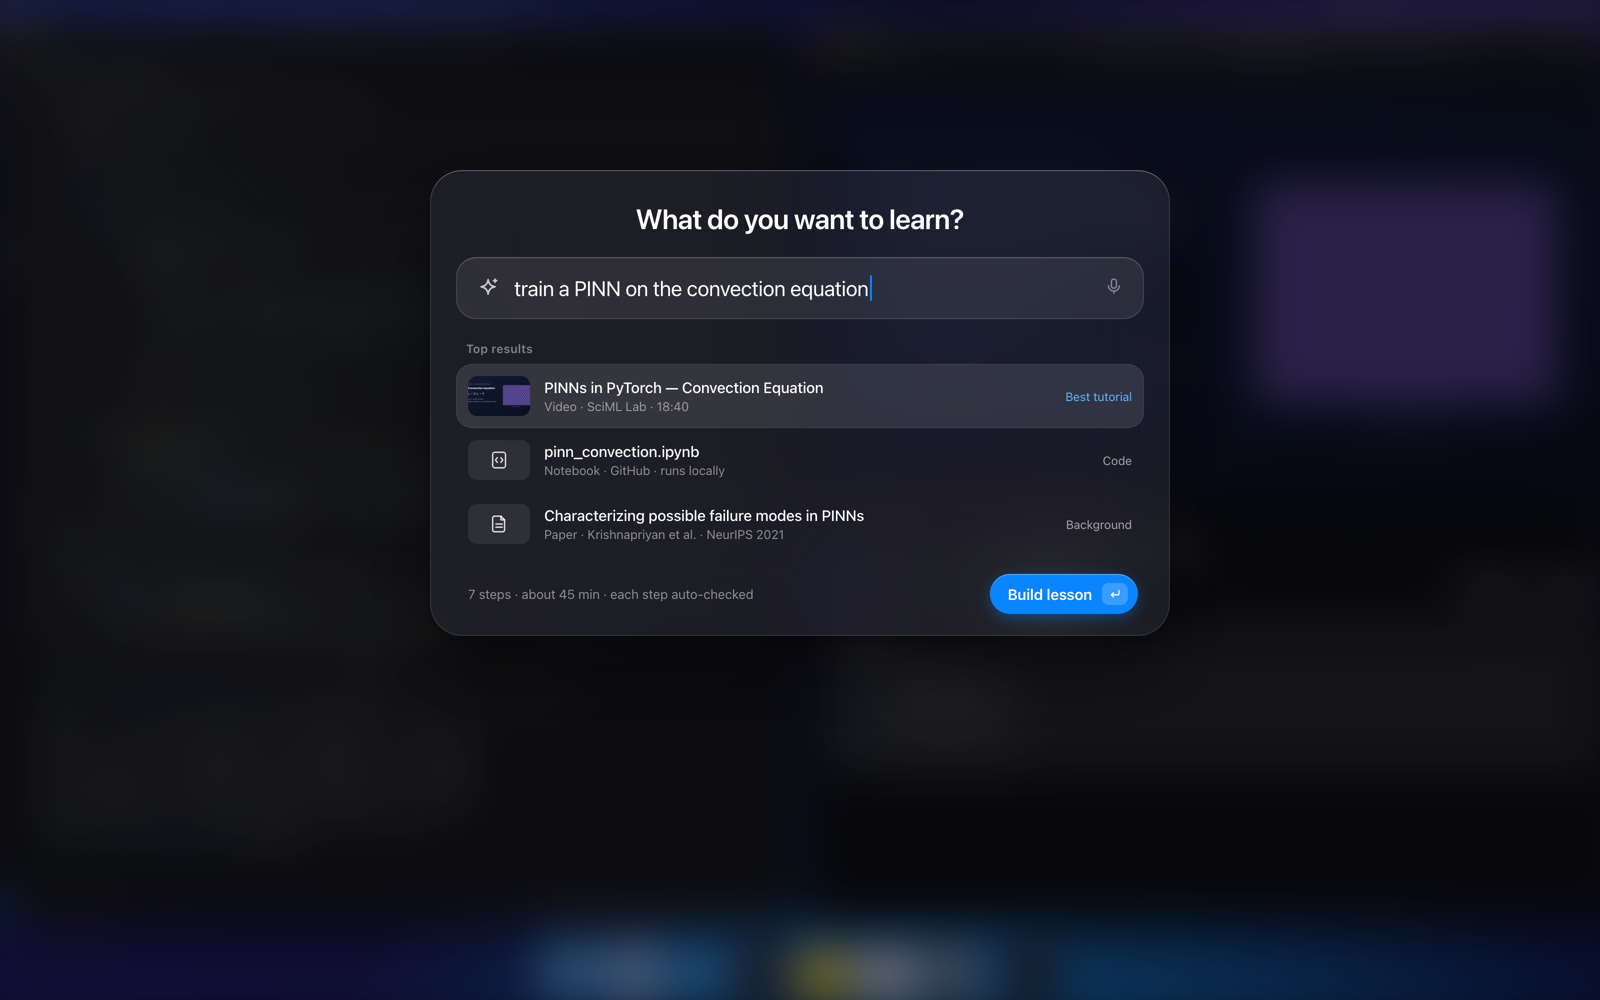 What do you want to learn?
train a PINN on the convection equation
Top results
PINNs in PyTorch — Convection Equation
Video · SciML Lab · 18:40
Best tutorial
pinn_convection.ipynb
Notebook · GitHub · runs locally
Code
Characterizing possible failure modes in PINNs
Paper · Krishnapriyan et al. · NeurIPS 2021
Background
7 steps · about 45 min · each step auto-checked
Build lesson